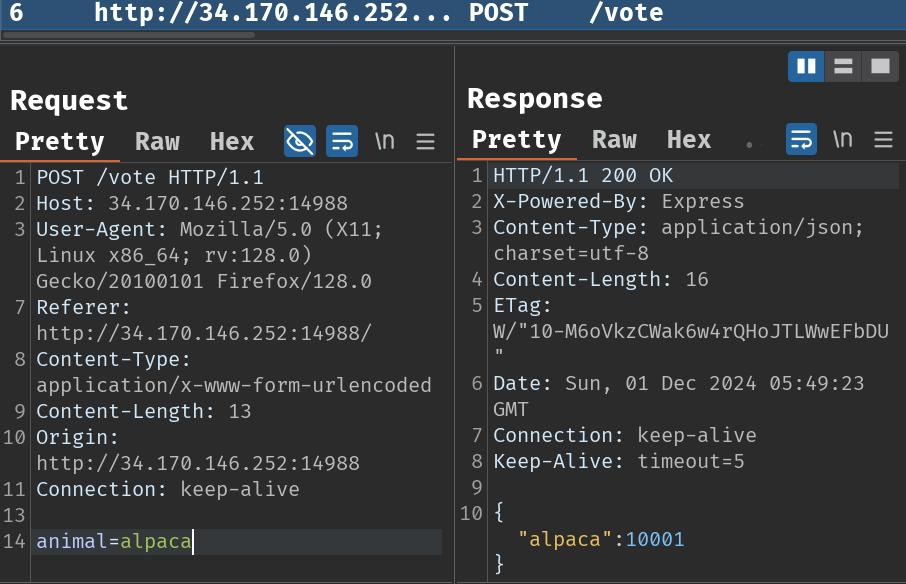 6 http://34.170.146.252... POST /vote
Request
Pretty Raw Hex \n
1 POST /vote HTTP/1.1
2 Host: 34.170.146.252:14988
3 User-Agent: Mozilla/5.0 (X11;
Linux x86_64; rv:128.0)
Gecko/20100101 Firefox/128.0
7 Referer:
http://34.170.146.252:14988/
8 Content-Type:
application/x-www-form-urlencoded
9 Content-Length: 13
10 Origin:
http://34.170.146.252:14988
11 Connection: keep-alive
13
14 animal=alpaca
Response
Pretty Raw Hex \n
1 HTTP/1.1 200 OK
2 X-Powered-By: Express
3 Content-Type: application/json;
charset=utf-8
4 Content-Length: 16
5 ETag:
W/"10-M6oVkzCWak6w4rQHoJTLWwEFbDU
"
6 Date: Sun, 01 Dec 2024 05:49:23
GMT
7 Connection: keep-alive
8 Keep-Alive: timeout=5
9
10 {
"alpaca":10001
}